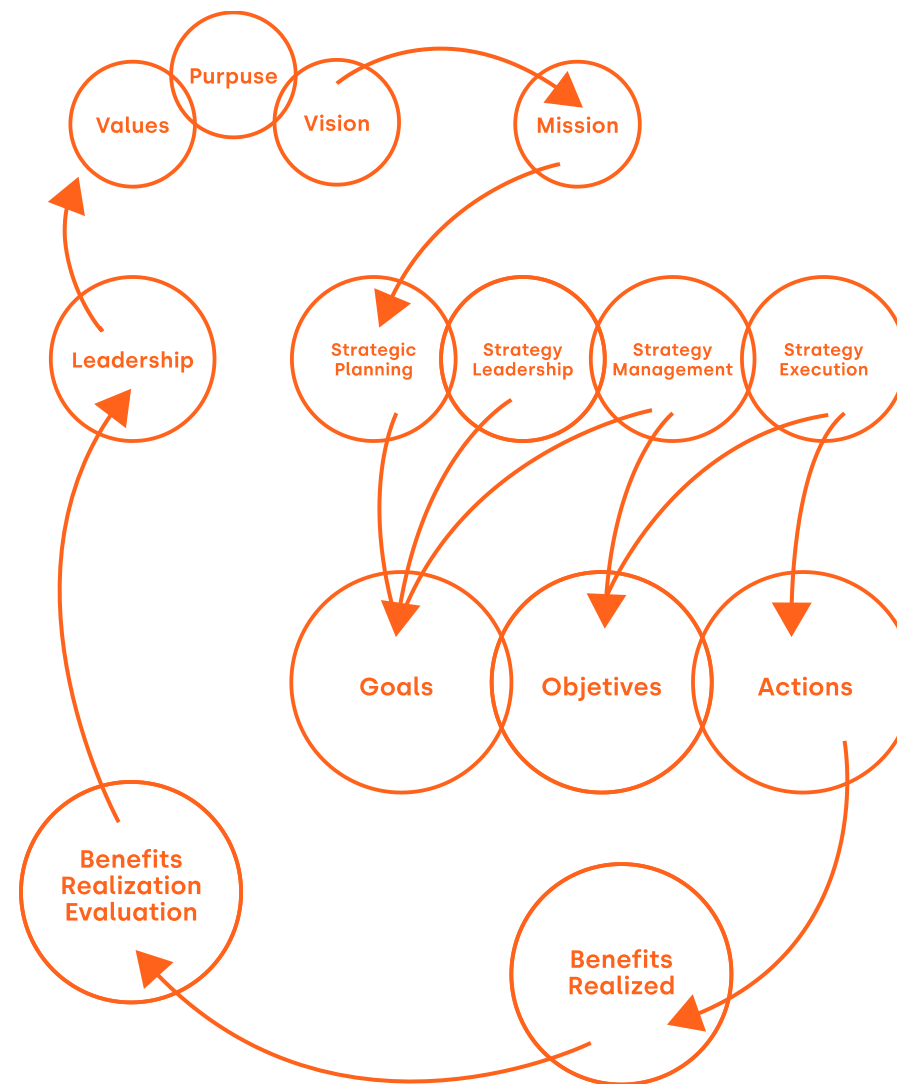 Purpuse
Values
Vision
Mission
Leadership
Strategic
Planning
Strategy
Leadership
Strategy
Management
Strategy
Execution
Goals
Objetives
Actions
Benefits
Realization
Evaluation
Benefits
Realized